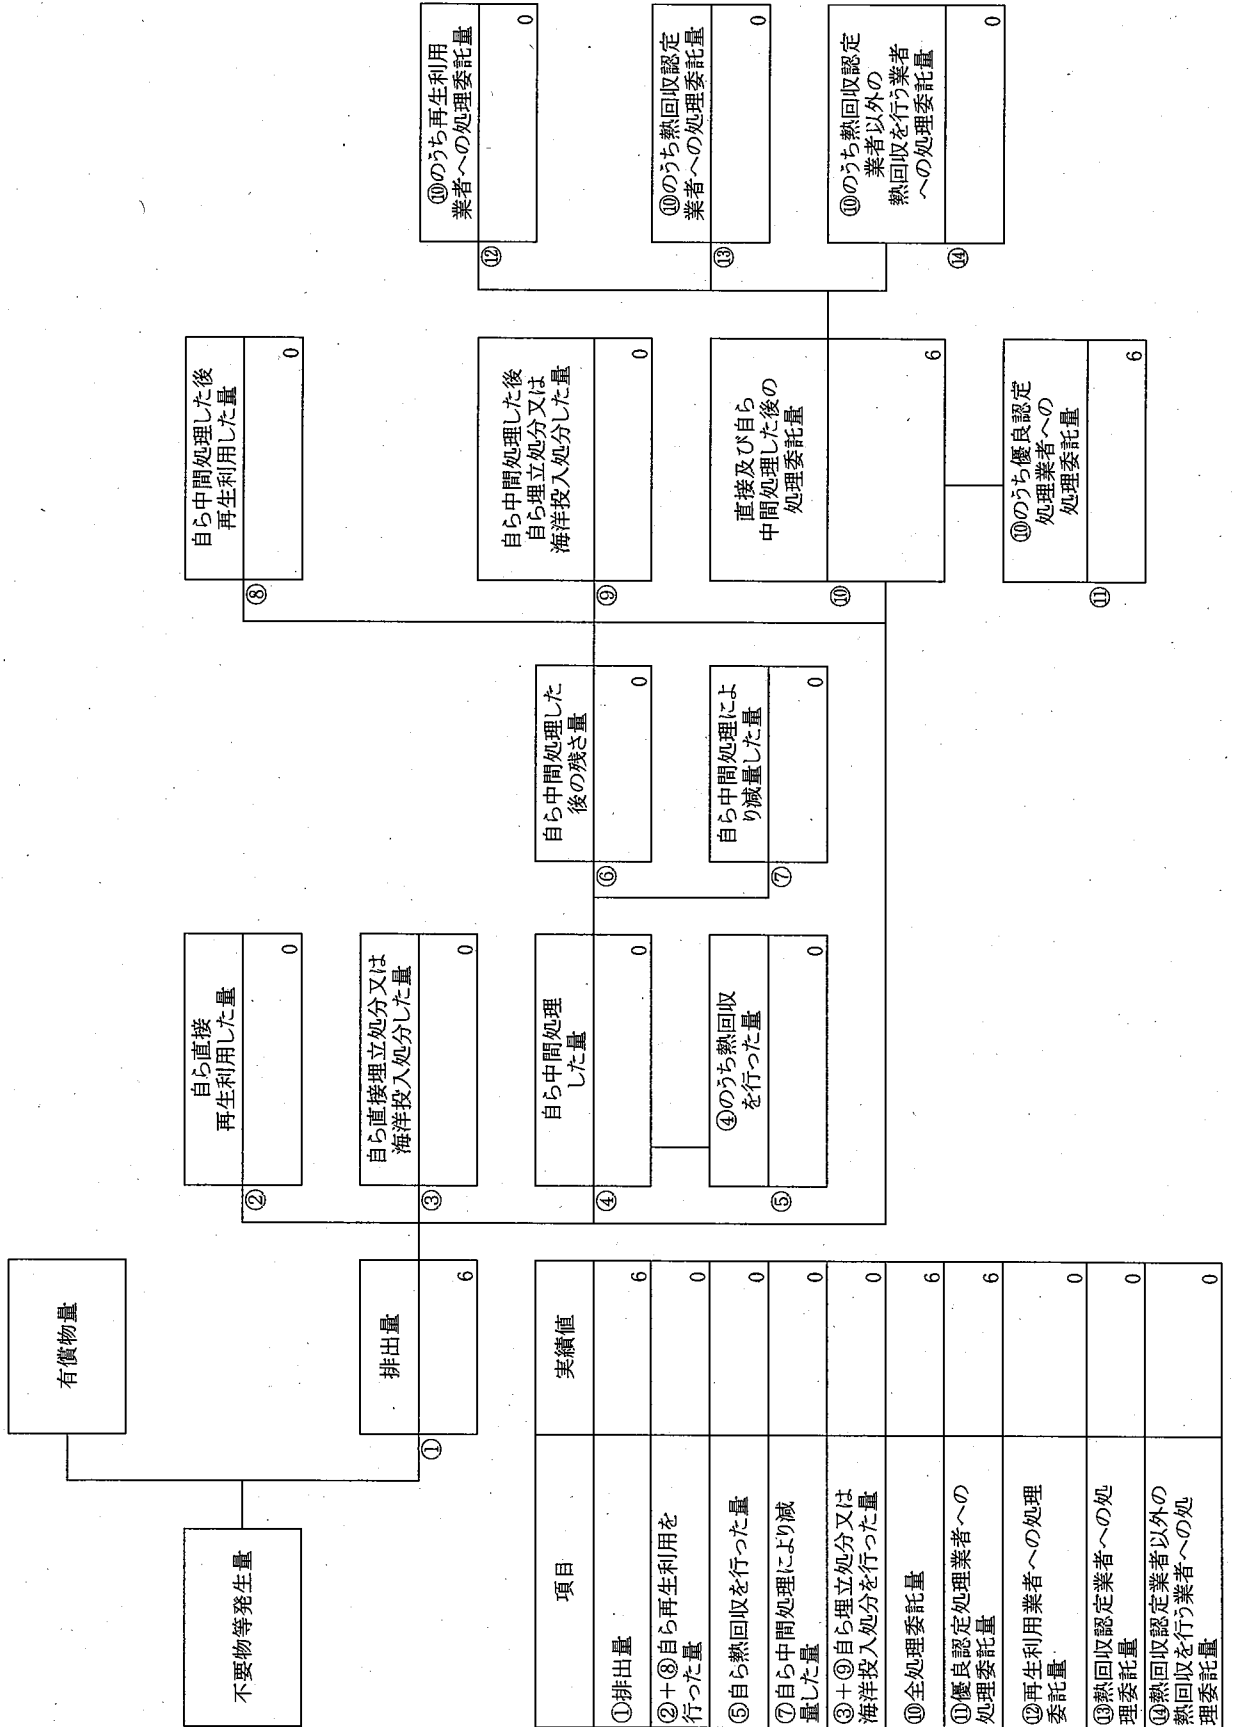 不要物等発生量
有償物量
排出量
①
6
自ら直接
再生利用した量
②
0
自ら直接埋立処分又は
海洋投入処分した量
③
0
自ら中間処理
した量
④
0
④のうち熱回収
を行った量
⑤
0
自ら中間処理した
後の残さ量
⑥
0
自ら中間処理によ
り減量した量
⑦
0
自ら中間処理した後
再生利用した量
⑧
0
自ら中間処理した後
自ら埋立処分又は
海洋投入処分した量
⑨
0
直接及び自ら
中間処理した後の
処理委託量
⑩
6
⑩のうち優良認定
処理業者への
処理委託量
⑪
6
⑩のうち再生利用
業者への処理委託量
⑫
0
⑩のうち熱回収認定
業者への処理委託量
⑬
0
⑩のうち熱回収認定
業者以外の
熱回収を行う業者
への処理委託量
⑭
0
項目 実績値
①排出量 6
②+⑧自ら再生利用を
行った量 0
⑤自ら熱回収を行った量 0
⑦自ら中間処理により減
量した量 0
③+⑨自ら埋立処分又は
海洋投入処分を行った量 0
⑩全処理委託量 6
⑪優良認定処理業者への
処理委託量 6
⑫再生利用業者への処理
委託量 0
⑬熱回収認定業者への処
理委託量 0
⑭熱回収認定業者以外の
熱回収を行う業者への処
理委託量 0